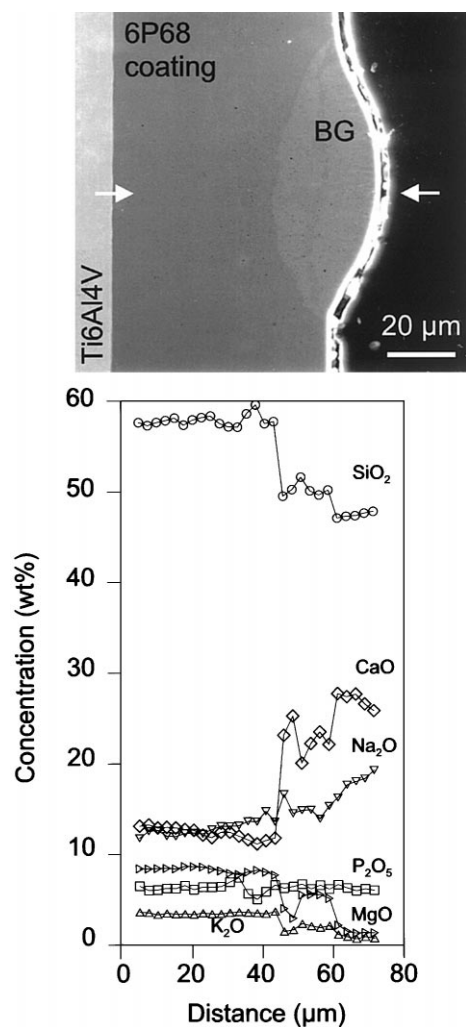 6P68
coating
BG
Ti6Al4V
20 µm
60
50
40
30
20
10
0
Concentration (wt%)
SiO₂
CaO
Na₂O
P₂O₅
MgO
K₂O
0 20 40 60 80
Distance (µm)